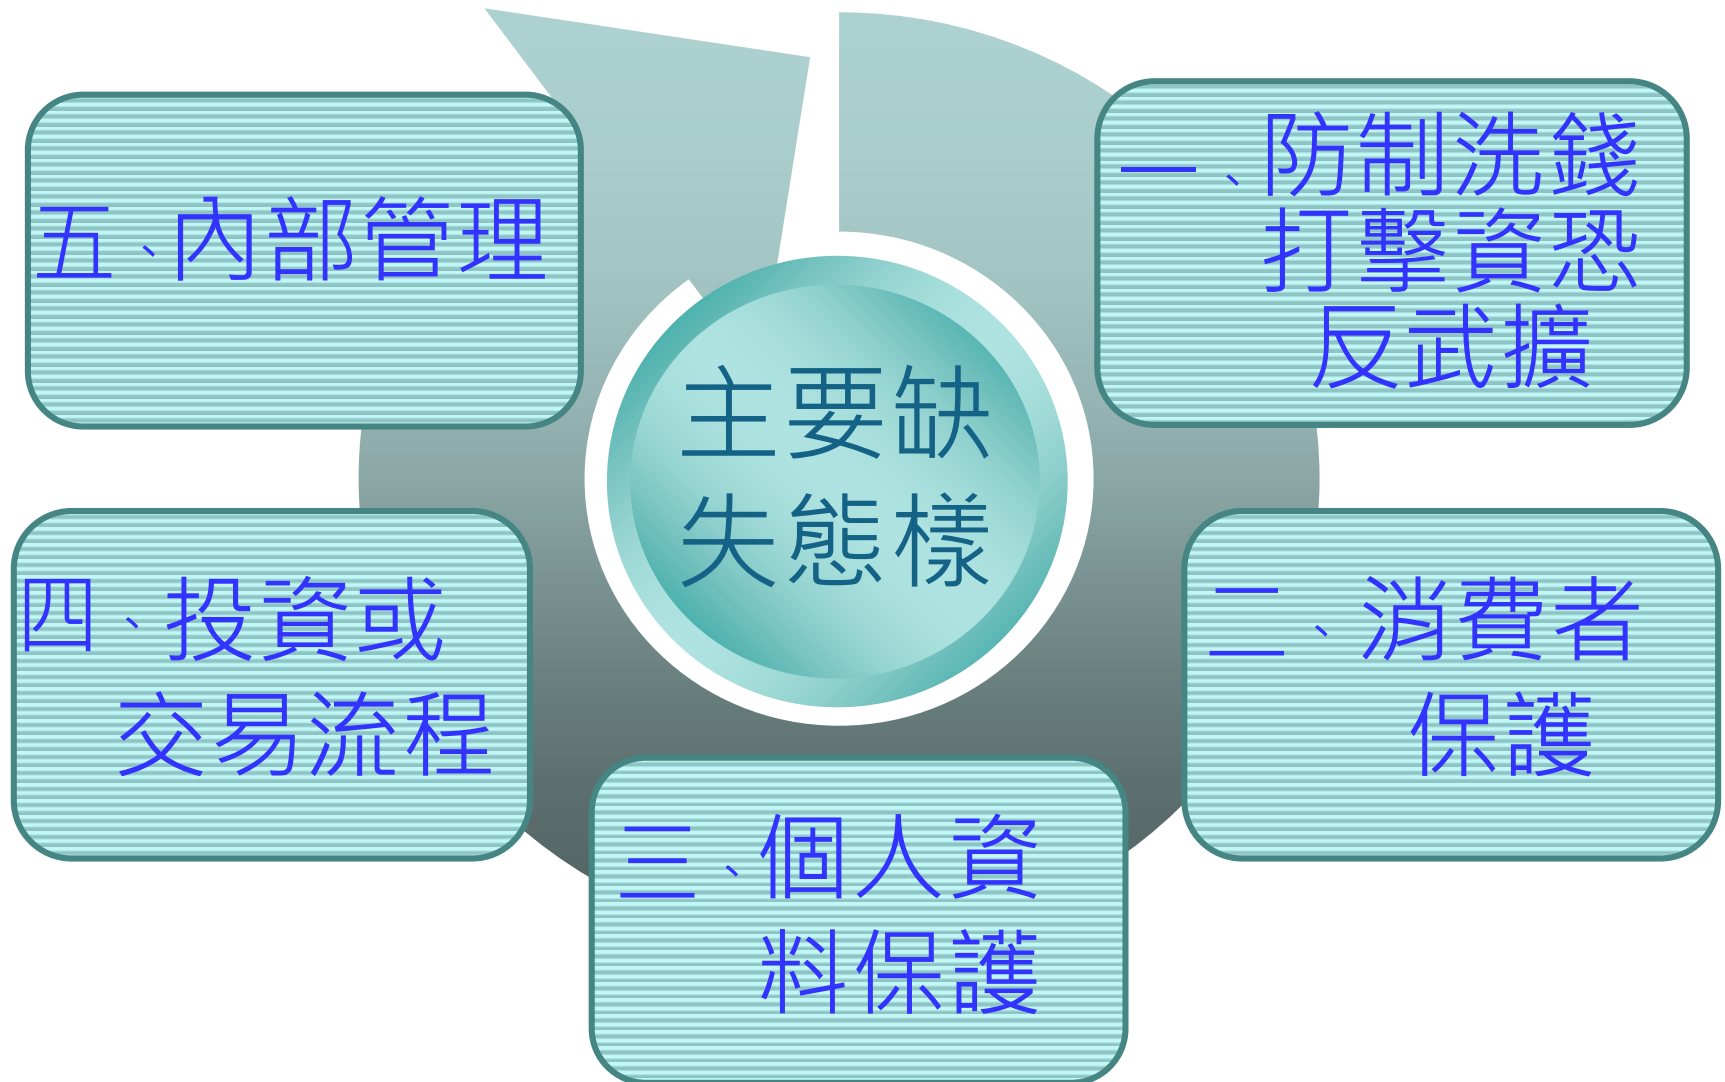 主要缺
失態樣
一、防制洗錢
打擊資恐
反武擴
二、消費者
保護
三、個人資
料保護
四、投資或
交易流程
五、內部管理